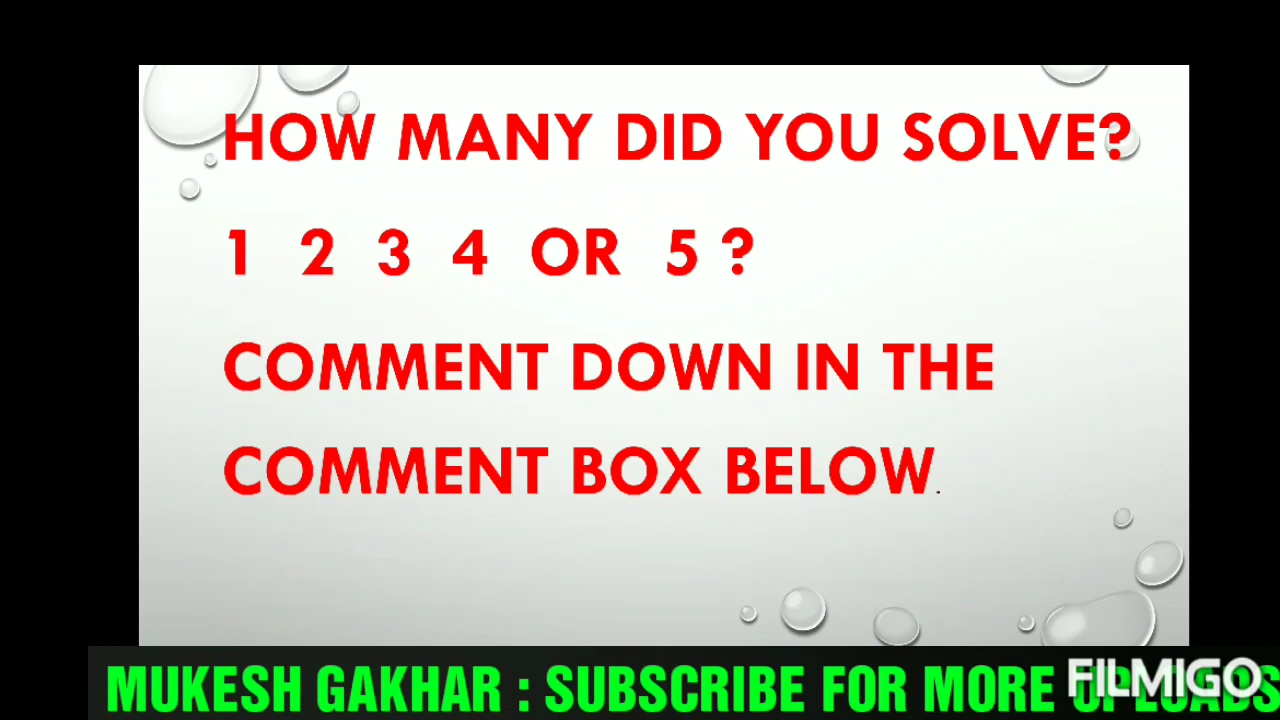 HOW MANY DID YOU SOLVE?
1 2 3 4 OR 5 ?
COMMENT DOWN IN THE
COMMENT BOX BELOW.
MUKESH GAKHAR : SUBSCRIBE FOR MORE UPLOADS
FILMIGO